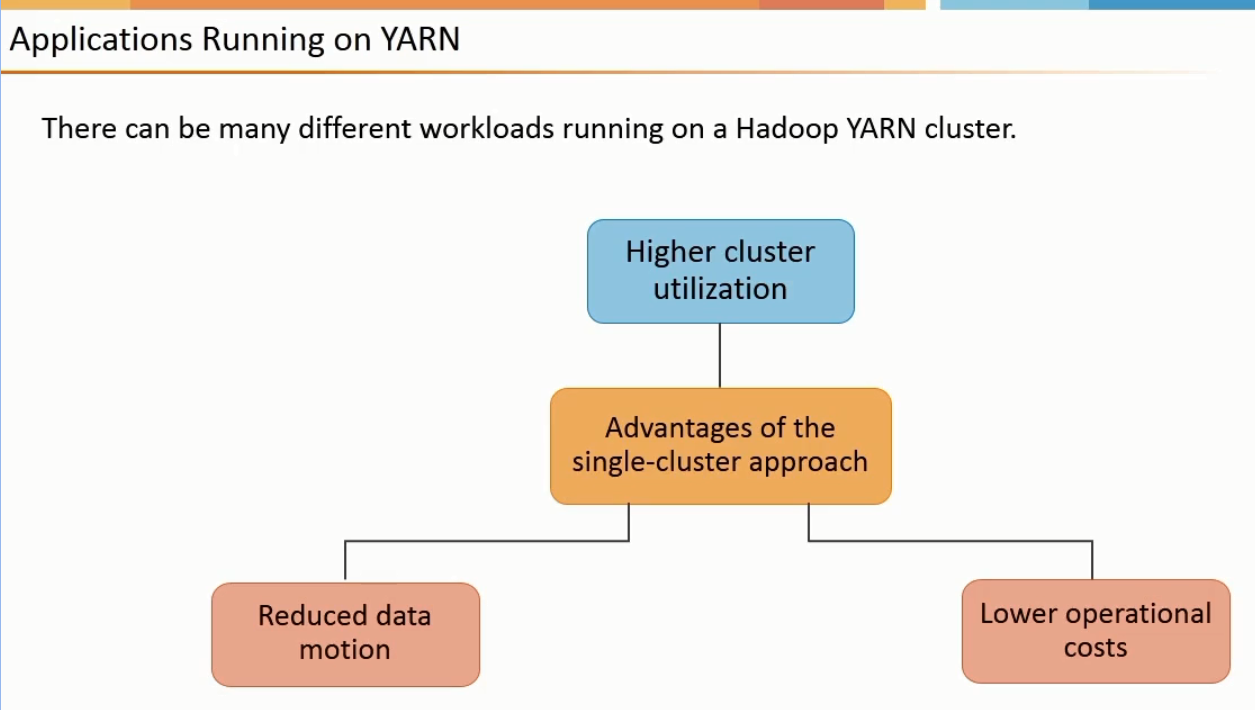 Applications Running on YARN
There can be many different workloads running on a Hadoop YARN cluster.
Higher cluster
utilization
Advantages of the
single-cluster approach
Reduced data
motion
Lower operational
costs